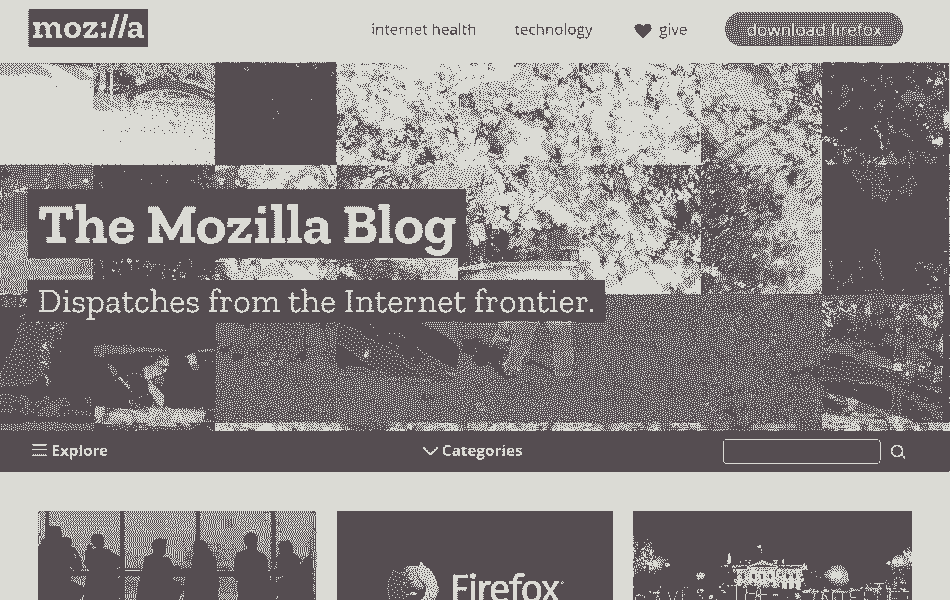 moz://a
internet health technology give download firefox
The Mozilla Blog
Dispatches from the Internet frontier.
Explore Categories
Firefox